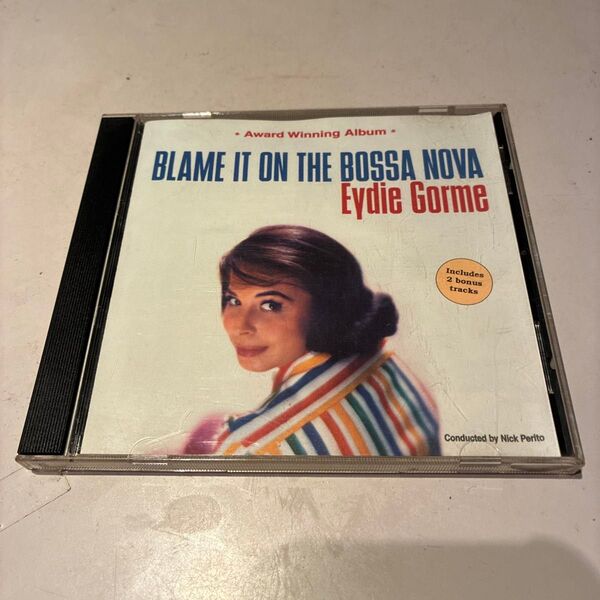 • Award Winning Album •
BLAME IT ON THE BOSSA NOVA
Eydie Gorme
Includes
2 bonus
tracks
Conducted by Nick Perito